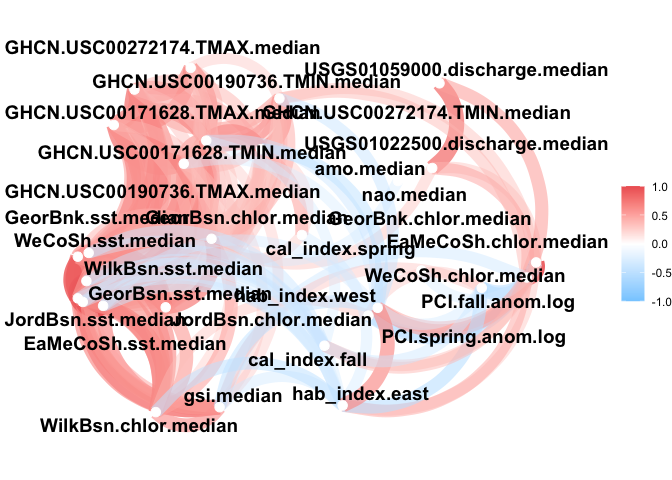 GHCN.USC00272174.TMAX.median
USGS01059000.discharge.median
GHCN.USC00190736.TMIN.median
GHCN.USC00171628.TMAX.median
GHCN.USC00272174.TMIN.median
USGS01022500.discharge.median
GHCN.USC00171628.TMIN.median
amo.median
GHCN.USC00190736.TMAX.median
nao.median
GeorBnk.sst.median
GeorBsn.chlor.median
GeorBnk.chlor.median
WeCoSh.sst.median
cal_index.spring
EaMeCoSh.chlor.median
WilkBsn.sst.median
WeCoSh.chlor.median
GeorBsn.sst.median
hab_index.west
PCI.fall.anom.log
JordBsn.sst.median
JordBsn.chlor.median
PCI.spring.anom.log
EaMeCoSh.sst.median
cal_index.fall
gsi.median
hab_index.east
WilkBsn.chlor.median
1.0
0.5
0.0
-0.5
-1.0